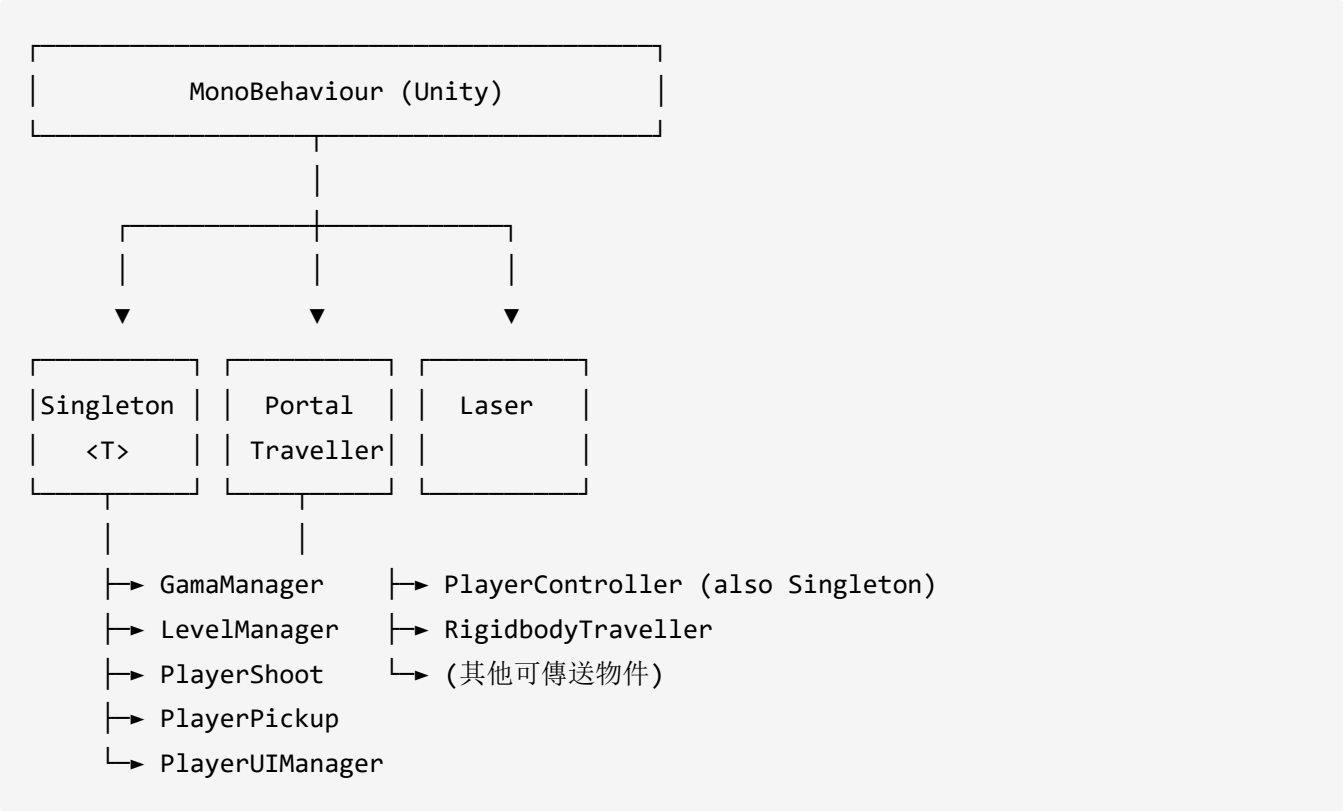 MonoBehaviour (Unity)
Singleton Portal Laser
<T> Traveller
GamaManager PlayerController (also Singleton)
LevelManager RigidbodyTraveller
PlayerShoot (其他可傳送物件)
PlayerPickup
PlayerUIManager